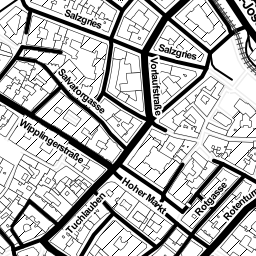 Salzgries
Salzgries
Vorlaufstraße
Salvatorgasse
Wipplingerstraße
Hoher Markt
Tuchlauben
Rotgasse